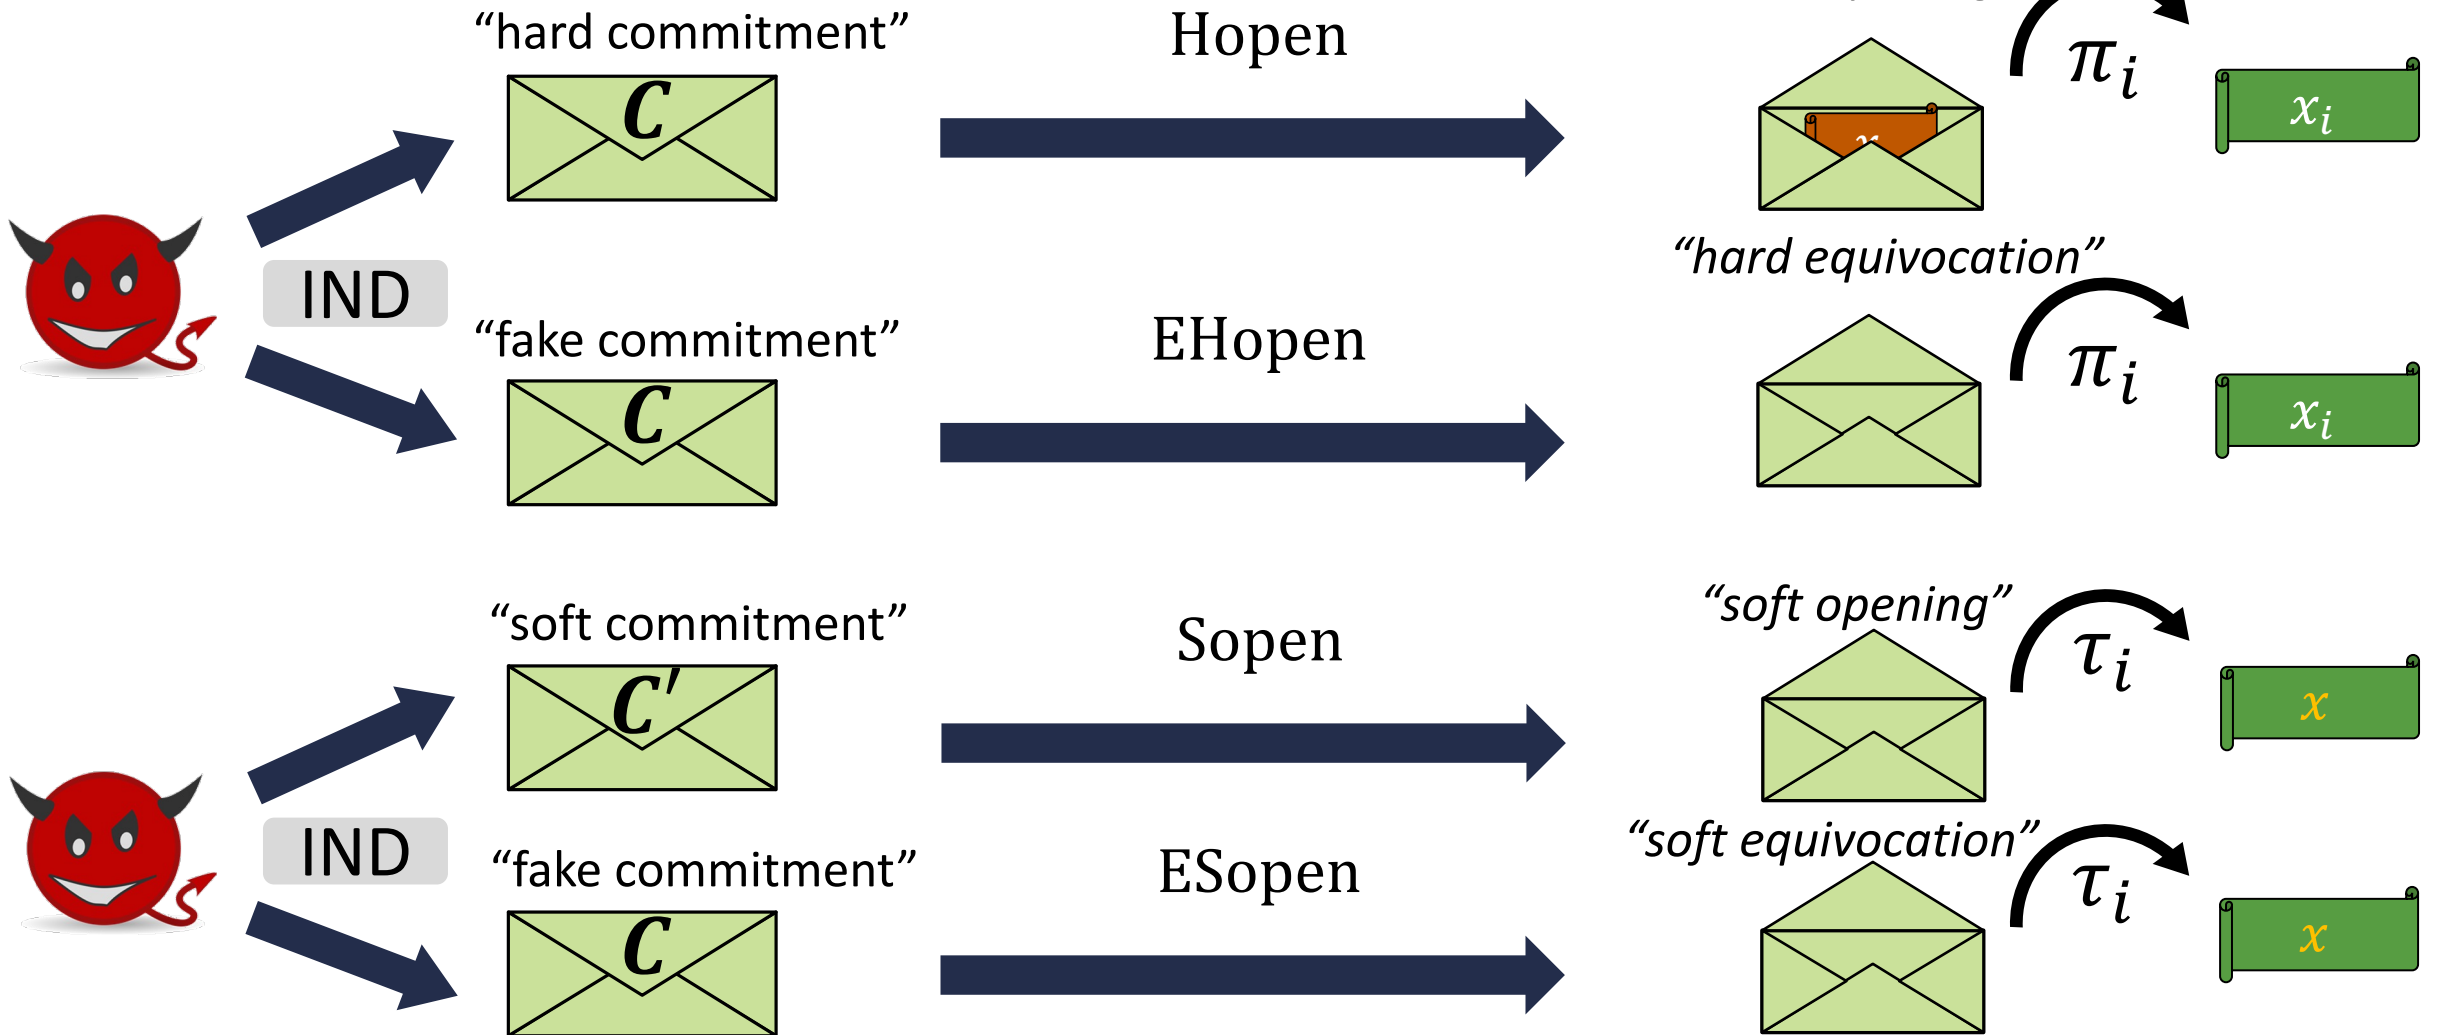 “hard commitment”
Hopen
C
π_i
x_i
x
“hard equivocation”
IND
“fake commitment”
EHopen
C
π_i
x_i
“soft commitment”
Sopen
“soft opening”
C′
τ_i
x
IND
“fake commitment”
ESopen
“soft equivocation”
C
τ_i
x